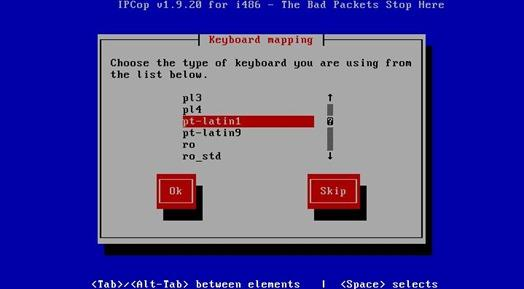 IPCop v1.9.20 for i486 - The Bad Packets Stop Here
Keyboard mapping
Choose the type of keyboard you are using from
the list below.
pl3
pl4
pt-latin1
pt-latin9
ro
ro_std
Ok
Skip
<Tab>/<Alt-Tab> between elements | <Space> selects